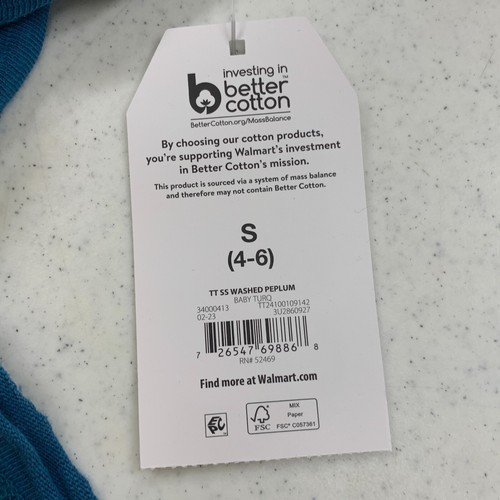 investing in
better™
cotton
BetterCotton.org/MassBalance
By choosing our cotton products,
you're supporting Walmart's investment
in Better Cotton's mission.
This product is sourced via a system of mass balance
and therefore may not contain Better Cotton.
S
(4-6)
TT SS WASHED PEPLUM
BABY TURQ
34000413 TT24100109142
02-23 3U2860927
7 26547 69886 8
RN# 52469
Find more at Walmart.com
FSC
MIX
Paper
FSC® C057361